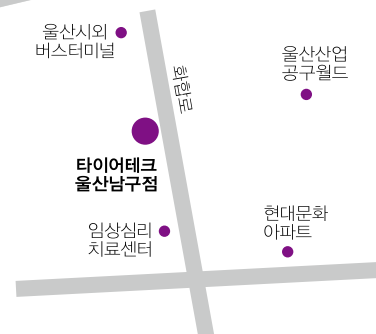 울산시외
버스터미널
울산산업
공구월드
화합로
타이어테크
울산남구점
임상심리
치료센터
현대문화
아파트